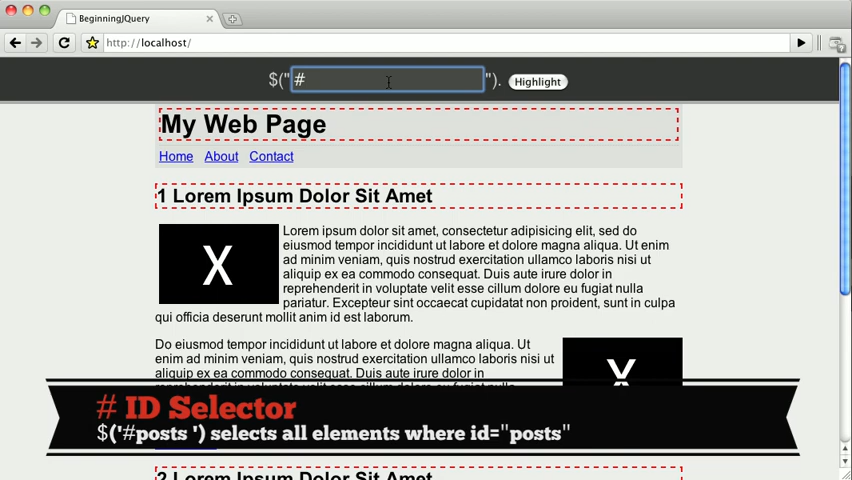 BeginningJQuery
http://localhost/
$("# "). Highlight
My Web Page
Home About Contact
1 Lorem Ipsum Dolor Sit Amet
X
Lorem ipsum dolor sit amet, consectetur adipisicing elit, sed do
eiusmod tempor incididunt ut labore et dolore magna aliqua. Ut enim
ad minim veniam, quis nostrud exercitation ullamco laboris nisi ut
aliquip ex ea commodo consequat. Duis aute irure dolor in
reprehenderit in voluptate velit esse cillum dolore eu fugiat nulla
pariatur. Excepteur sint occaecat cupidatat non proident, sunt in culpa
qui officia deserunt mollit anim id est laborum.
Do eiusmod tempor incididunt ut labore et dolore magna aliqua. Ut
enim ad minim veniam, quis nostrud exercitation ullamco laboris nisi
ut aliquip ex ea commodo consequat. Duis aute irure dolor in
X
# ID Selector
$('#posts ') selects all elements where id="posts"
2 Lorem Ipsum Dolor Sit Amet